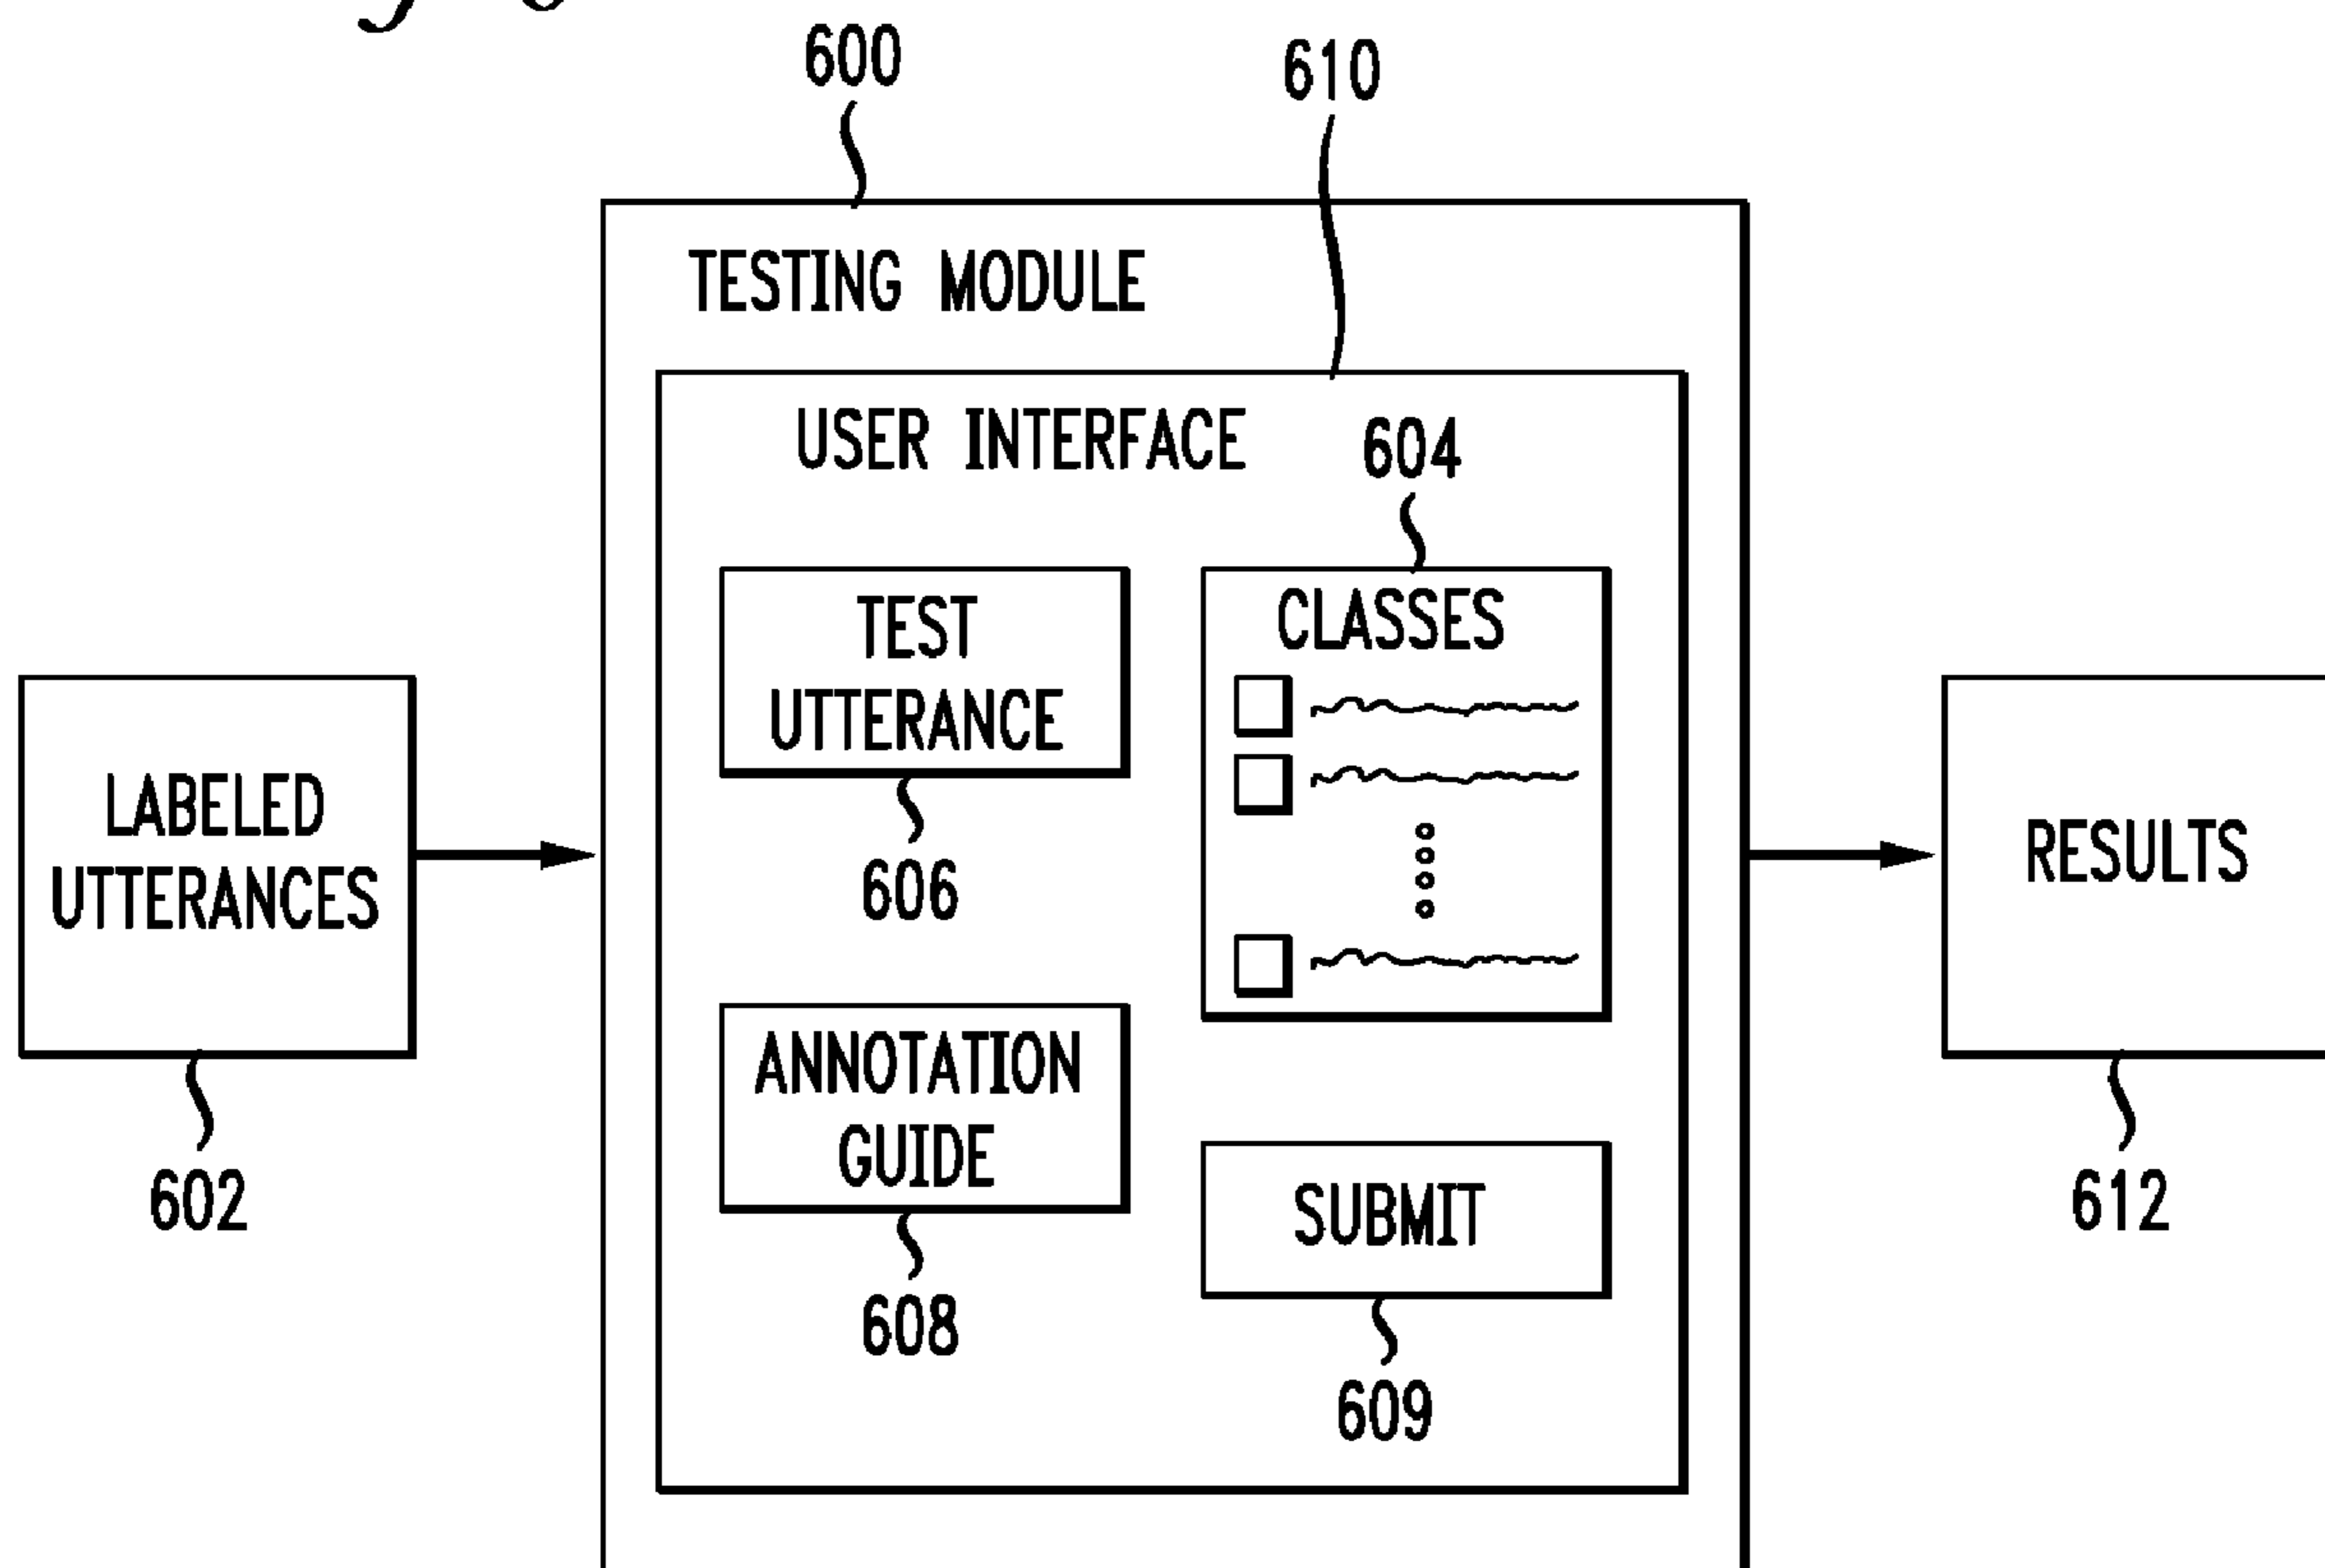 600
610
TESTING MODULE
USER INTERFACE
604
TEST
UTTERANCE
606
CLASSES
LABELED
UTTERANCES
602
ANNOTATION
GUIDE
608
SUBMIT
609
RESULTS
612